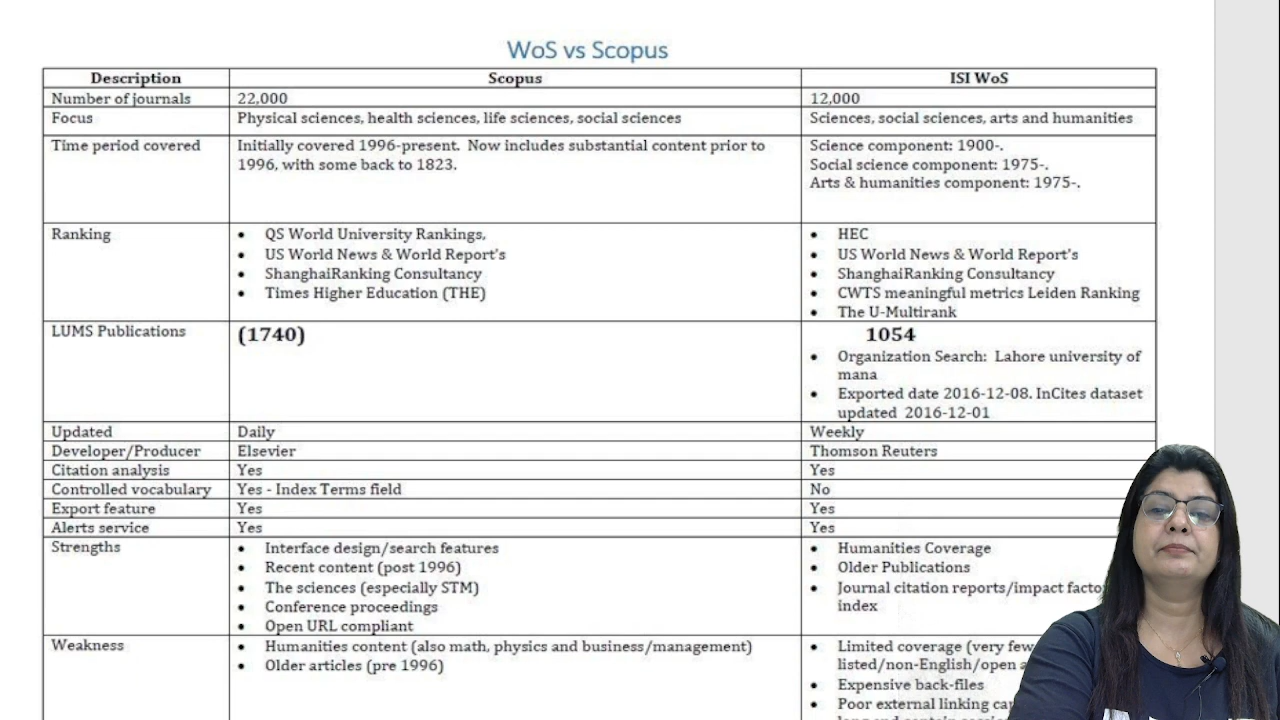 WoS vs Scopus
Description Scopus ISI WoS
Number of journals 22,000 12,000
Focus Physical sciences, health sciences, life sciences, social sciences Sciences, social sciences, arts and humanities
Time period covered Initially covered 1996-present. Now includes substantial content prior to
1996, with some back to 1823.
Science component: 1900-.
Social science component: 1975-.
Arts & humanities component: 1975-.
Ranking
• QS World University Rankings,
• US World News & World Report's
• ShanghaiRanking Consultancy
• Times Higher Education (THE)
• HEC
• US World News & World Report's
• ShanghaiRanking Consultancy
• CWTS meaningful metrics Leiden Ranking
• The U-Multirank
LUMS Publications (1740) 1054
• Organization Search: Lahore university of
mana
• Exported date 2016-12-08. InCites dataset
updated 2016-12-01
Updated Daily Weekly
Developer/Producer Elsevier Thomson Reuters
Citation analysis Yes Yes
Controlled vocabulary Yes - Index Terms field No
Export feature Yes Yes
Alerts service Yes Yes
Strengths
• Interface design/search features
• Recent content (post 1996)
• The sciences (especially STM)
• Conference proceedings
• Open URL compliant
• Humanities Coverage
• Older Publications
• Journal citation reports/impact
index
Weakness
• Humanities content (also math, physics and business/management)
• Older articles (pre 1996)
• Limited coverage (very few
listed/non-English/open
• Expensive back-files
• Poor external linking